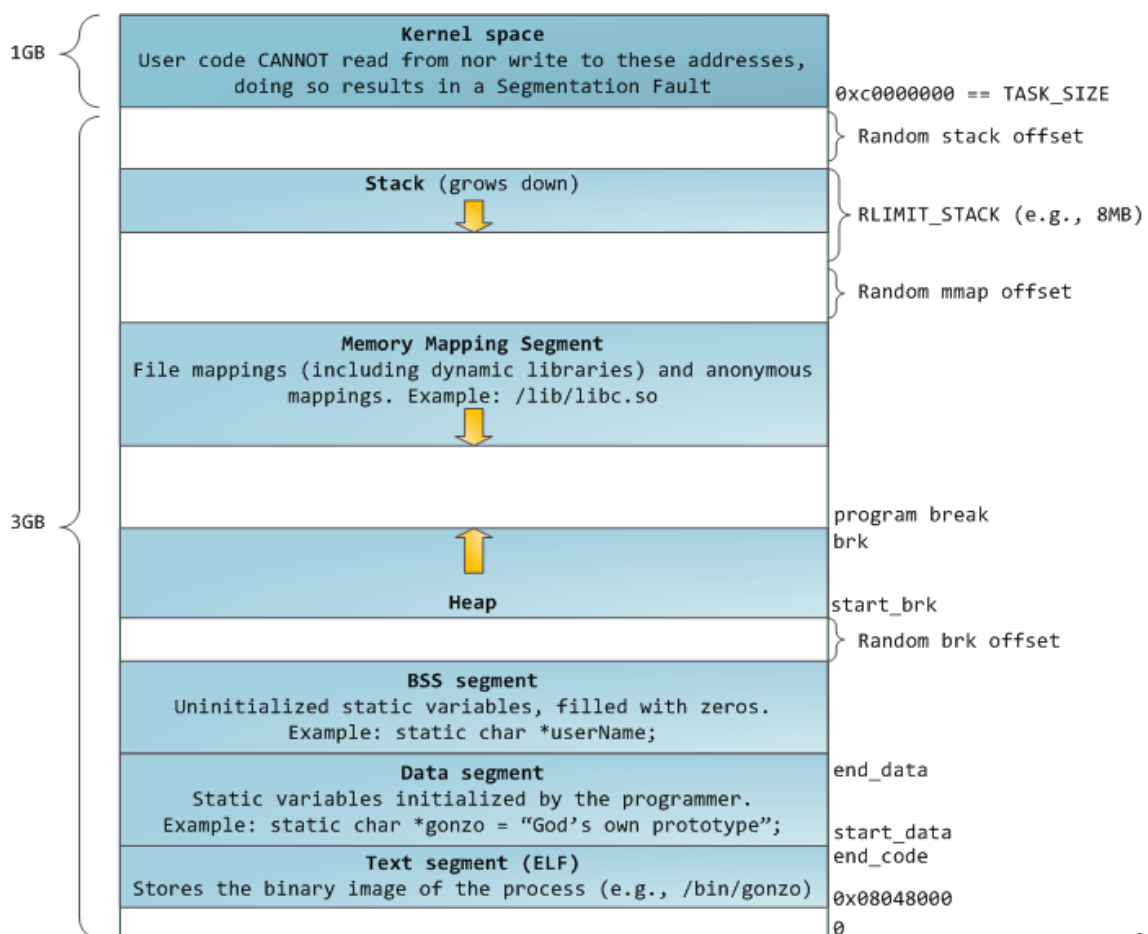 Kernel space
1GB
User code CANNOT read from nor write to these addresses,
doing so results in a Segmentation Fault
0xc0000000 == TASK_SIZE
Random stack offset
Stack (grows down)
RLIMIT_STACK (e.g., 8MB)
Random mmap offset
Memory Mapping Segment
File mappings (including dynamic libraries) and anonymous
mappings. Example: /lib/libc.so
3GB
program break
brk
Heap
start_brk
Random brk offset
BSS segment
Uninitialized static variables, filled with zeros.
Example: static char *userName;
Data segment
end_data
Static variables initialized by the programmer.
Example: static char *gonzo = “God’s own prototype”;
start_data
end_code
Text segment (ELF)
Stores the binary image of the process (e.g., /bin/gonzo)
0x08048000
0